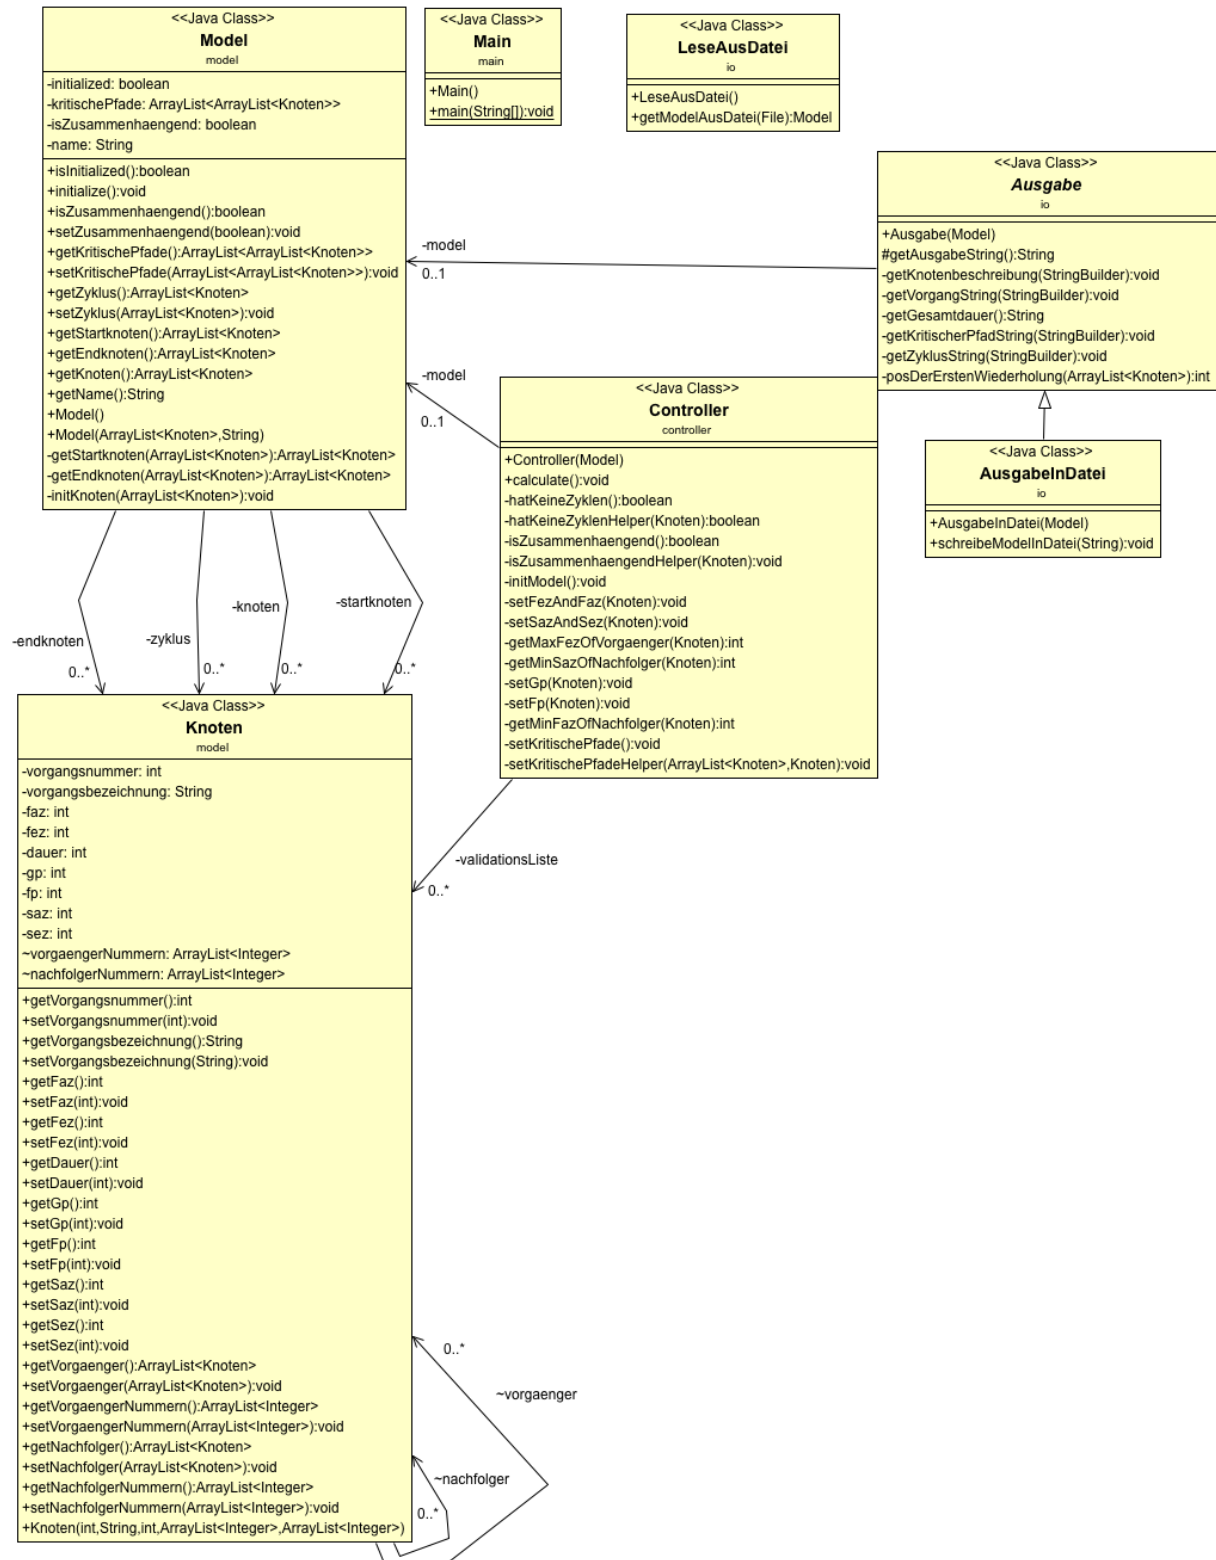 <<Java Class>>
Model
model
-initialized: boolean
-kritischePfade: ArrayList<ArrayList<Knoten>>
-isZusammenhaengend: boolean
-name: String
+isInitialized():boolean
+initialize():void
+isZusammenhaengend():boolean
+setZusammenhaengend(boolean):void
+getKritischePfade():ArrayList<ArrayList<Knoten>>
+setKritischePfade(ArrayList<ArrayList<Knoten>>):void
+getZyklus():ArrayList<Knoten>
+setZyklus(ArrayList<Knoten>):void
+getStartknoten():ArrayList<Knoten>
+getEndknoten():ArrayList<Knoten>
+getKnoten():ArrayList<Knoten>
+getName():String
+Model()
+Model(ArrayList<Knoten>,String)
-getStartknoten(ArrayList<Knoten>):ArrayList<Knoten>
-getEndknoten(ArrayList<Knoten>):ArrayList<Knoten>
-initKnoten(ArrayList<Knoten>):void
<<Java Class>>
Main
main
+Main()
+main(String[]):void
<<Java Class>>
LeseAusDatei
io
+LeseAusDatei()
+getModelAusDatei(File):Model
<<Java Class>>
Ausgabe
io
+Ausgabe(Model)
#getAusgabeString():String
-getKnotenbeschreibung(StringBuilder):void
-getVorgangString(StringBuilder):void
-getGesamtdauer():String
-getKritischerPfadString(StringBuilder):void
-getZyklusString(StringBuilder):void
-posDerErstenWiederholung(ArrayList<Knoten>):int
-model
0..1
-model
0..1
<<Java Class>>
Controller
controller
+Controller(Model)
+calculate():void
-hatKeineZyklen():boolean
-hatKeineZyklenHelper(Knoten):boolean
-isZusammenhaengend():boolean
-isZusammenhaengendHelper(Knoten):void
-initModel():void
-setFezAndFaz(Knoten):void
-setSazAndSez(Knoten):void
-getMaxFezOfVorgaenger(Knoten):int
-getMinSazOfNachfolger(Knoten):int
-setGp(Knoten):void
-setFp(Knoten):void
-getMinFazOfNachfolger(Knoten):int
-setKritischePfade():void
-setKritischePfadeHelper(ArrayList<Knoten>,Knoten):void
<<Java Class>>
AusgabeInDatei
io
+AusgabeInDatei(Model)
+schreibeModelInDatei(String):void
-endknoten
0..*
-zyklus
0..*
-knoten
0..*
-startknoten
0..*
-validationsListe
0..*
<<Java Class>>
Knoten
model
-vorgangsnummer: int
-vorgangsbezeichnung: String
-faz: int
-fez: int
-dauer: int
-gp: int
-fp: int
-saz: int
-sez: int
~vorgaengerNummern: ArrayList<Integer>
~nachfolgerNummern: ArrayList<Integer>
+getVorgangsnummer():int
+setVorgangsnummer(int):void
+getVorgangsbezeichnung():String
+setVorgangsbezeichnung(String):void
+getFaz():int
+setFaz(int):void
+getFez():int
+setFez(int):void
+getDauer():int
+setDauer(int):void
+getGp():int
+setGp(int):void
+getFp():int
+setFp(int):void
+getSaz():int
+setSaz(int):void
+getSez():int
+setSez(int):void
+getVorgaenger():ArrayList<Knoten>
+setVorgaenger(ArrayList<Knoten>):void
+getVorgaengerNummern():ArrayList<Integer>
+setVorgaengerNummern(ArrayList<Integer>):void
+getNachfolger():ArrayList<Knoten>
+setNachfolger(ArrayList<Knoten>):void
+getNachfolgerNummern():ArrayList<Integer>
+setNachfolgerNummern(ArrayList<Integer>):void
+Knoten(int,String,int,ArrayList<Integer>,ArrayList<Integer>)
0..*
~vorgaenger
~nachfolger
0..*